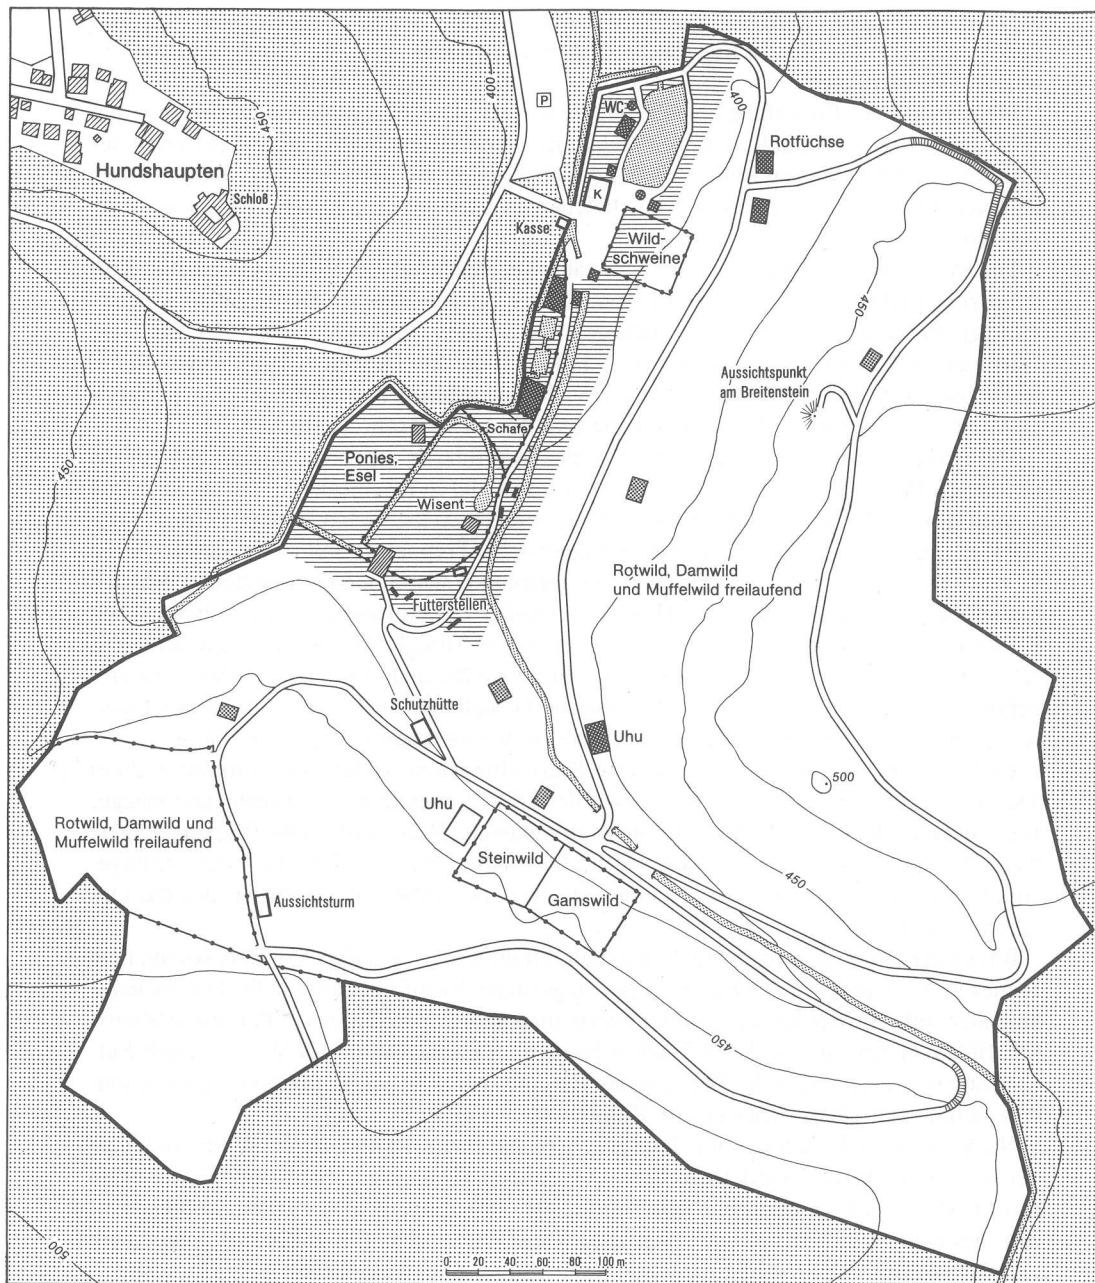 400
450
P
WC
400
Rotfüchse
Hundshaupten
Schloß
K
Kasse
Wild-
schweine
450
Aussichtspunkt
am Breitenstein
Schafe
450
Ponies,
Esel
Wisent
Rotwild, Damwild
und Muffelwild freilaufend
Fütterstellen
Schutzhütte
Uhu
500
Uhu
Rotwild, Damwild und
Muffelwild freilaufend
Steinwild
450
Gamswild
Aussichtsturm
450
500
0 20 40 60 80 100 m